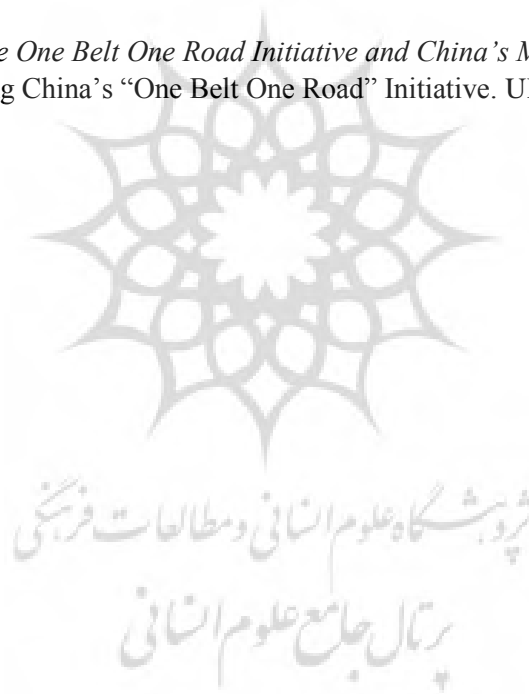 e One Belt One Road Initiative and China’s M
g China’s “One Belt One Road” Initiative.
پژوهشگاه علوم انسانی و مطالعات فرهنگی
پرتال جامع علوم انسانی